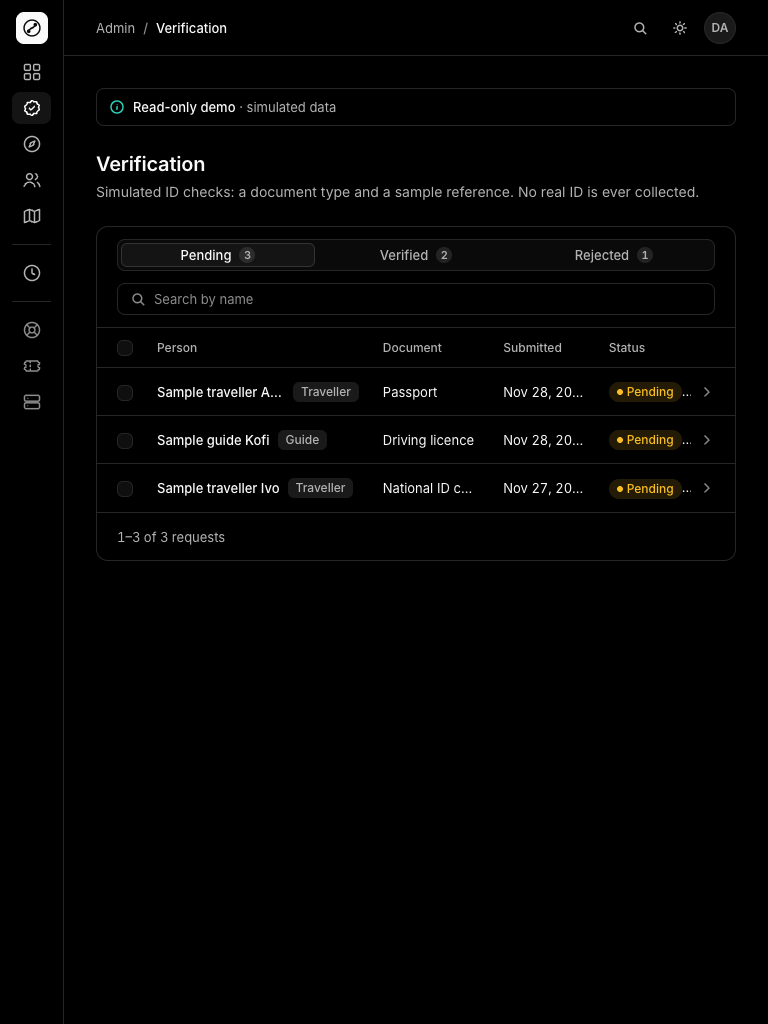 Admin / Verification
DA
Read-only demo · simulated data
Verification
Simulated ID checks: a document type and a sample reference. No real ID is ever collected.
Pending 3 Verified 2 Rejected 1
Search by name
Person Document Submitted Status
Sample traveller A... Traveller Passport Nov 28, 20... Pending ...
Sample guide Kofi Guide Driving licence Nov 28, 20... Pending ...
Sample traveller Ivo Traveller National ID c... Nov 27, 20... Pending ...
1–3 of 3 requests